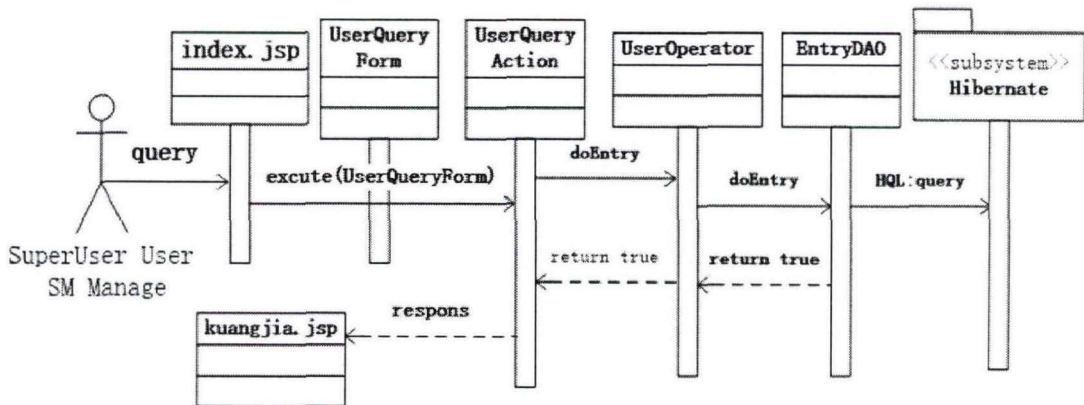 index.jsp
UserQuery
Form
UserQuery
Action
UserOperator
EntryDAO
<<subsystem>>
Hibernate
query
excute(UserQueryForm)
doEntry
doEntry
HQL:query
SuperUser User
SM Manage
return true
return true
respons
kuangjia.jsp